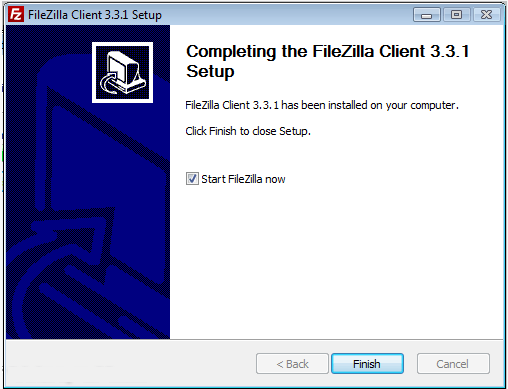 FileZilla Client 3.3.1 Setup
Completing the FileZilla Client 3.3.1
Setup
FileZilla Client 3.3.1 has been installed on your computer.
Click Finish to close Setup.
Start FileZilla now
< Back
Finish
Cancel